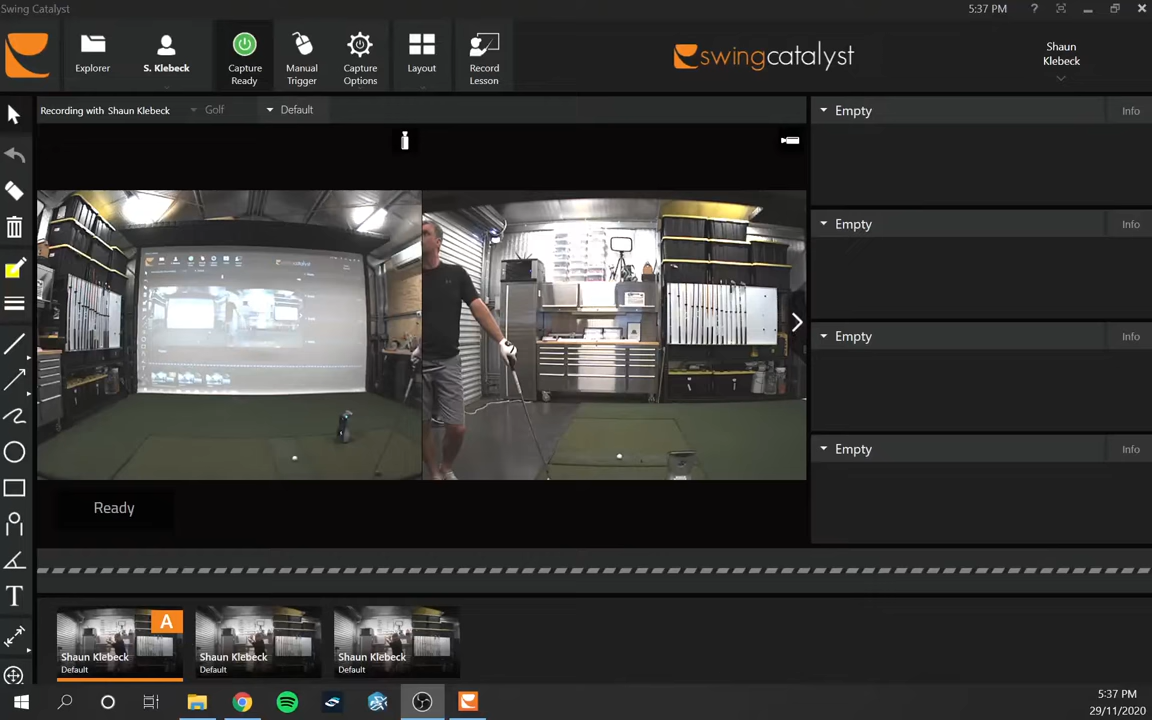 Swing Catalyst
5:37 PM
?
Explorer
S. Klebeck
Capture
Ready
Manual
Trigger
Capture
Options
Layout
Record
Lesson
swingcatalyst
Shaun
Klebeck
Recording with Shaun Klebeck
Golf
Default
Empty
Info
Empty
Info
Empty
Info
Empty
Info
Ready
T
A
Shaun Klebeck
Default
Shaun Klebeck
Default
Shaun Klebeck
Default
5:37 PM
29/11/2020